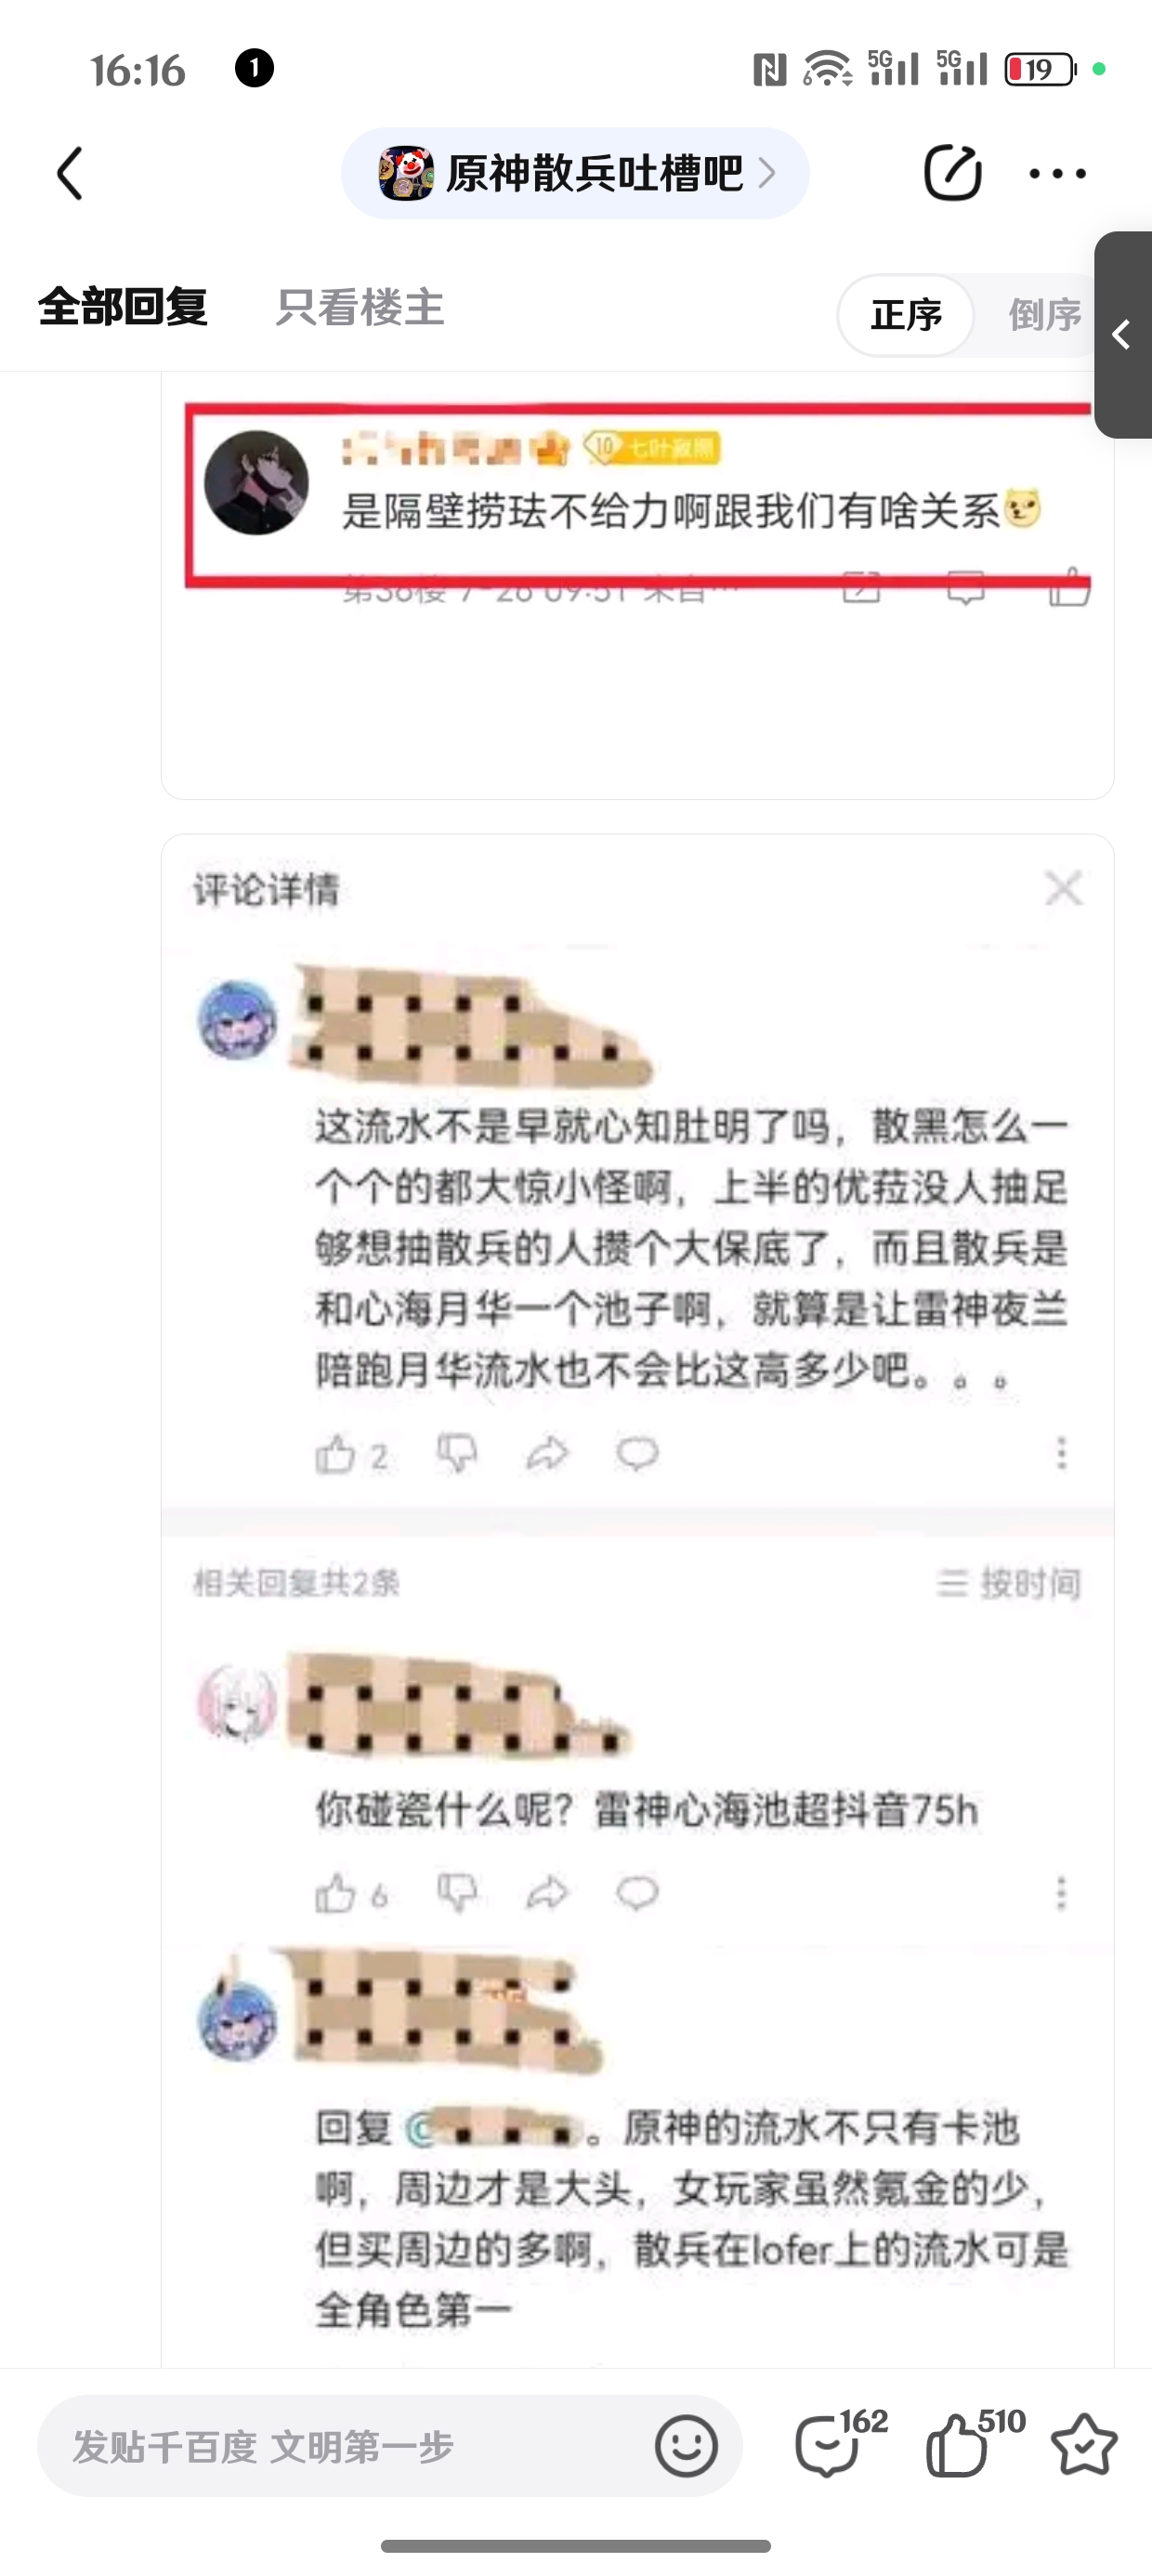 16:16
1
6
5G
5G
19
原神散兵吐槽吧
全部回复
只看楼主
正序
倒序
10
是隔壁捞珐不给力啊跟我们有啥关系
第36楼 7-26 09:51 来自…
评论详情
这流水不是早就心知肚明了吗，散黑怎么一
个个的都大惊小怪啊，上半的优菈没人抽足
够想抽散兵的人攒个大保底了，而且散兵是
和心海月华一个池子啊，就算是让雷神夜兰
陪跑月华流水也不会比这高多少吧。。。
2
相关回复共2条
按时间
你碰瓷什么呢？雷神心海池超抖音75h
6
回复 @
。原神的流水不只有卡池
啊，周边才是大头，女玩家虽然氪金的少，
但买周边的多啊，散兵在lofer上的流水可是
全角色第一
发贴千百度 文明第一步
162
510